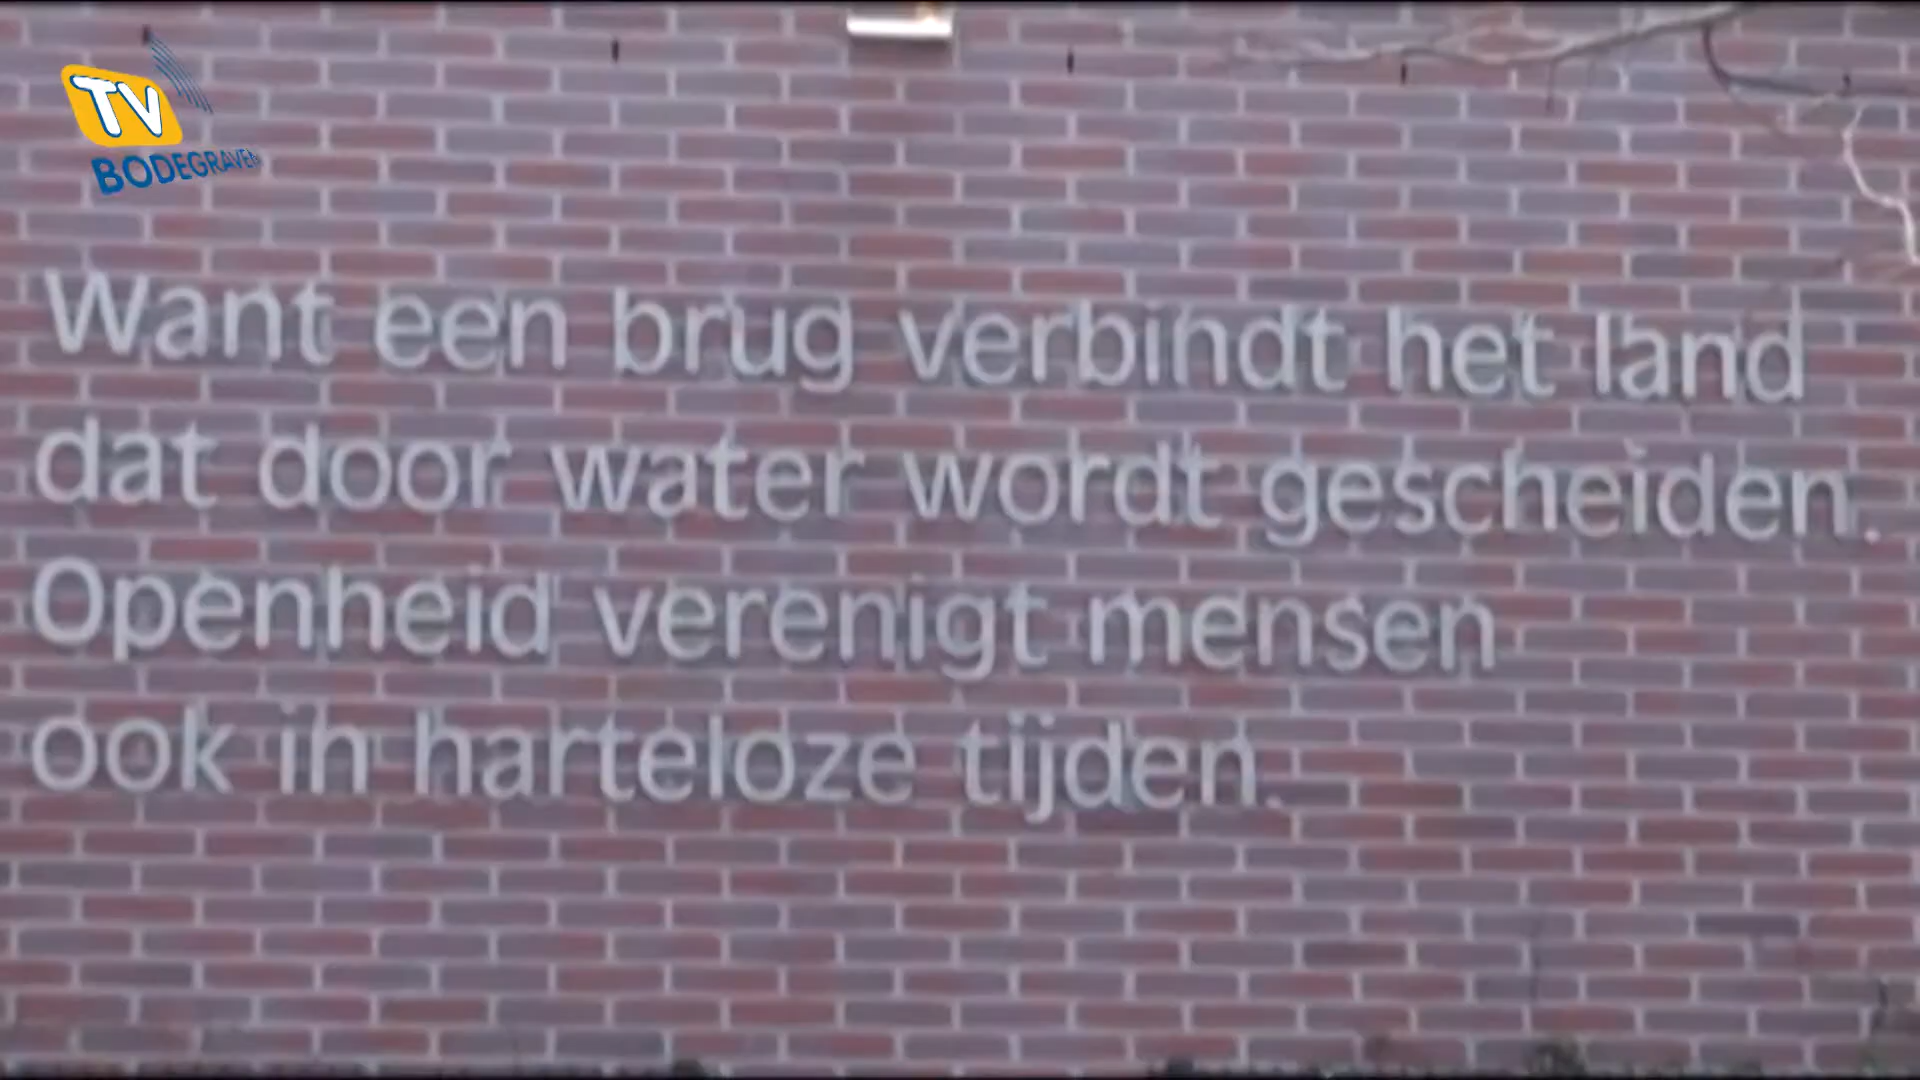 TV
BODEGRAVEN
Want een brug verbindt het land
dat door water wordt gescheiden.
Openheid verenigt mensen
ook in harteloze tijden.